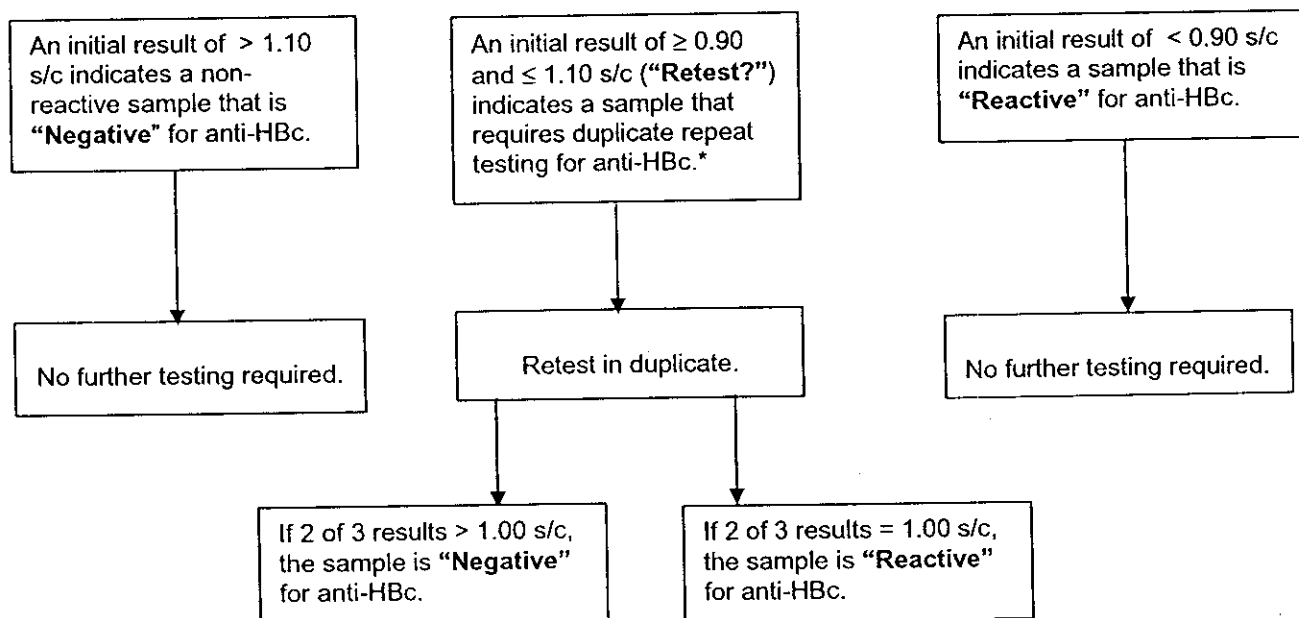 An initial result of > 1.10
s/c indicates a non-
reactive sample that is
“Negative” for anti-HBc.
An initial result of ≥ 0.90
and ≤ 1.10 s/c (“Retest?”)
indicates a sample that
requires duplicate repeat
testing for anti-HBc.*
An initial result of < 0.90 s/c
indicates a sample that is
“Reactive” for anti-HBc.
No further testing required.
Retest in duplicate.
No further testing required.
If 2 of 3 results > 1.00 s/c,
the sample is “Negative”
for anti-HBc.
If 2 of 3 results = 1.00 s/c,
the sample is “Reactive”
for anti-HBc.